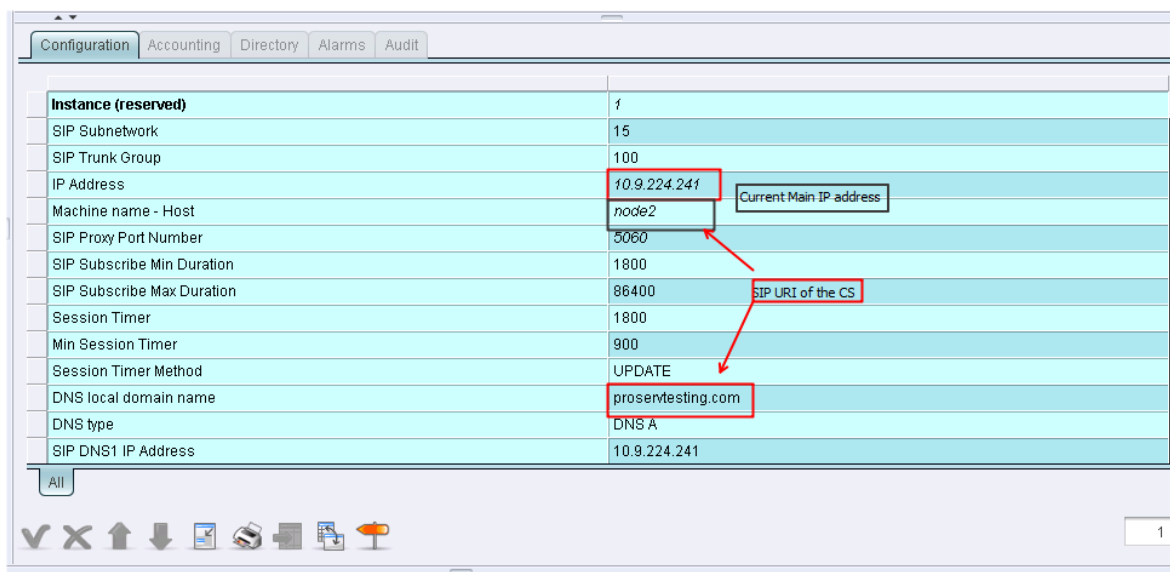 Configuration Accounting Directory Alarms Audit
Instance (reserved) 1
SIP Subnetwork 15
SIP Trunk Group 100
IP Address 10.9.224.241
Current Main IP address
Machine name - Host node2
SIP Proxy Port Number 5060
SIP Subscribe Min Duration 1800
SIP Subscribe Max Duration 86400
SIP URI of the CS
Session Timer 1800
Min Session Timer 900
Session Timer Method UPDATE
DNS local domain name proservtesting.com
DNS type DNS A
SIP DNS1 IP Address 10.9.224.241
All
1